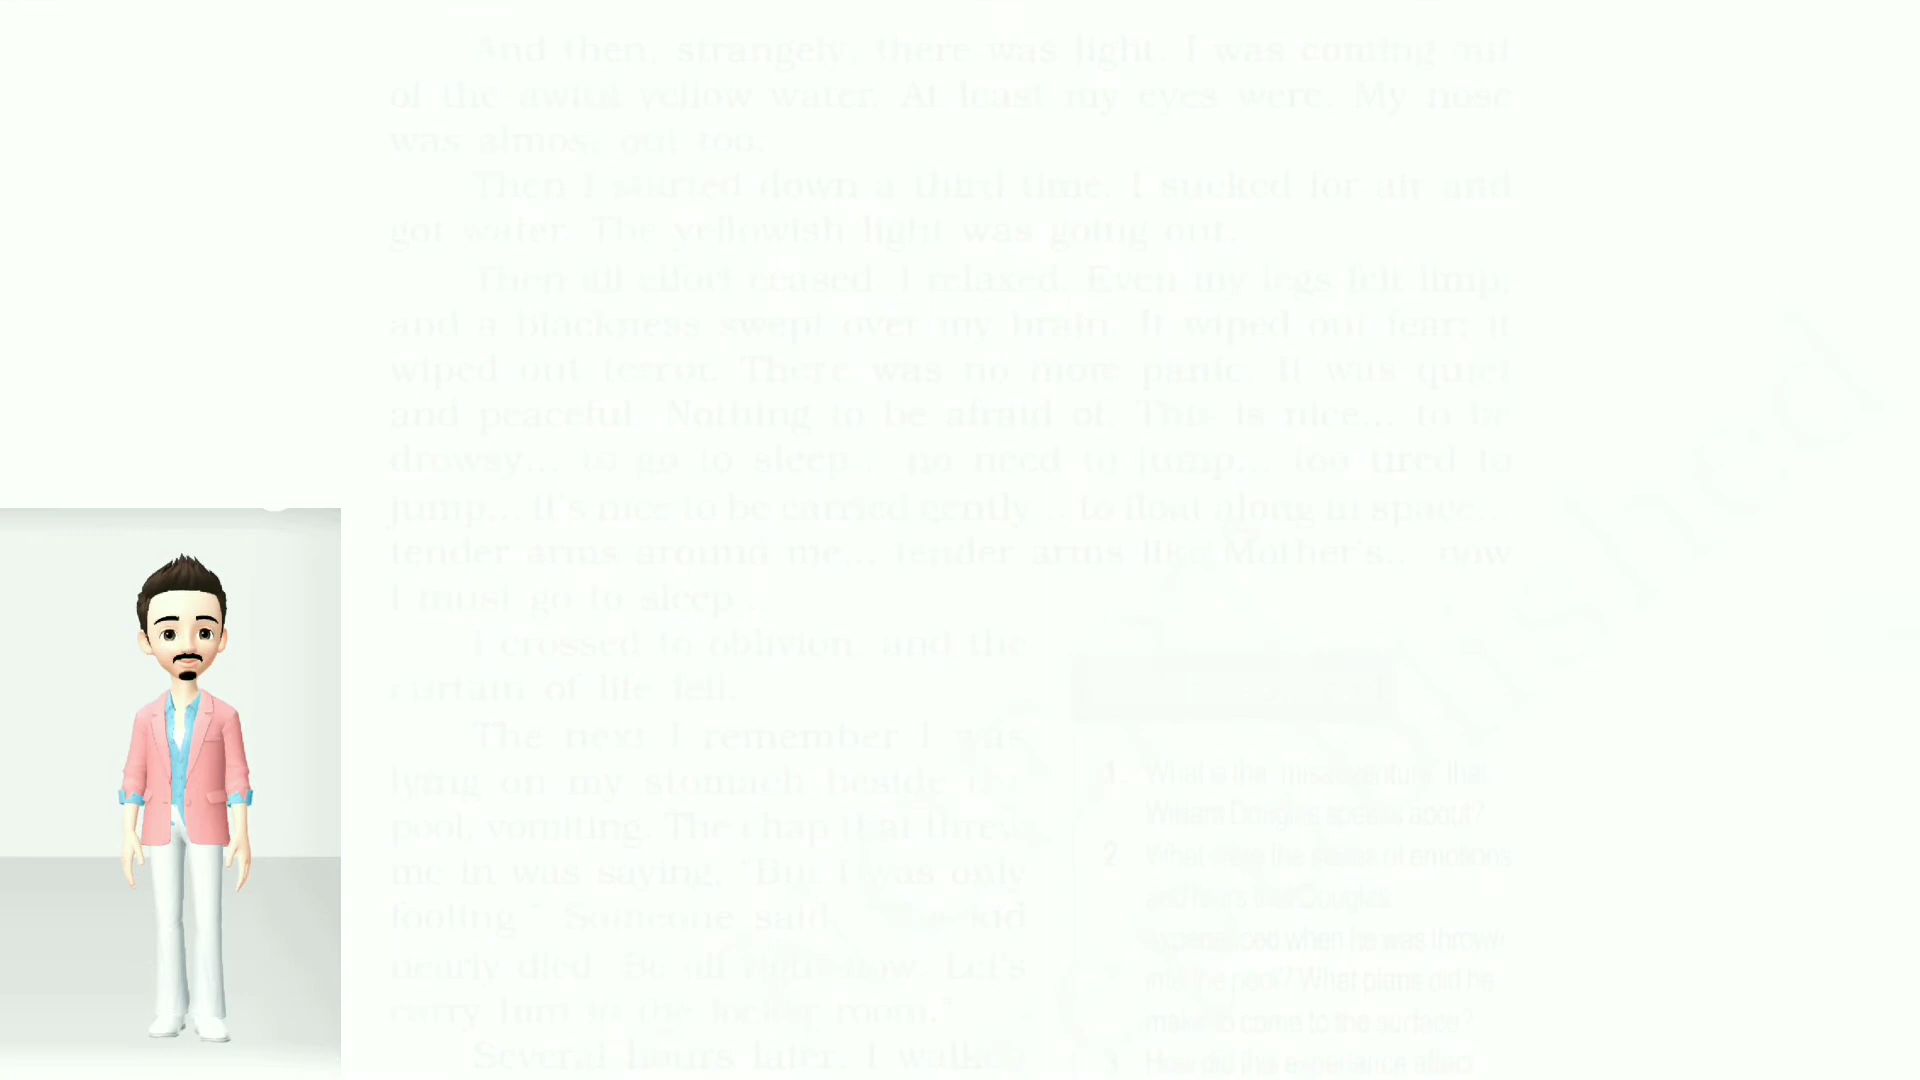 And then, strangely, there was light. I was coming out
of the awful yellow water. At least my eyes were. My nose
was almost out too.
Then I started down a third time. I sucked for air and
got water. The yellowish light was going out.
Then all effort ceased. I relaxed. Even my legs felt limp;
and a blackness swept over my brain. It wiped out fear; it
wiped out terror. There was no more panic. It was quiet
and peaceful. Nothing to be afraid of. This is nice... to be
drowsy... to go to sleep... no need to jump... too tired to
jump... it's nice to be carried gently... to float along in space...
tender arms around me... tender arms like Mother's... now
I must go to sleep...
I crossed to oblivion, and the
curtain of life fell.
The next I remember I was
lying on my stomach beside the
pool, vomiting. The chap that threw
me in was saying, "But I was only
fooling." Someone said, "The kid
nearly died. Be all right now. Let's
carry him to the locker room."
Several hours later, I walked
1. What is the "misadventure" that
William Douglas speaks about?
2. What were the series of emotions
and fears that Douglas
experienced when he was thrown
into the pool? What plans did he
make to come to the surface?
3. How did this experience affect